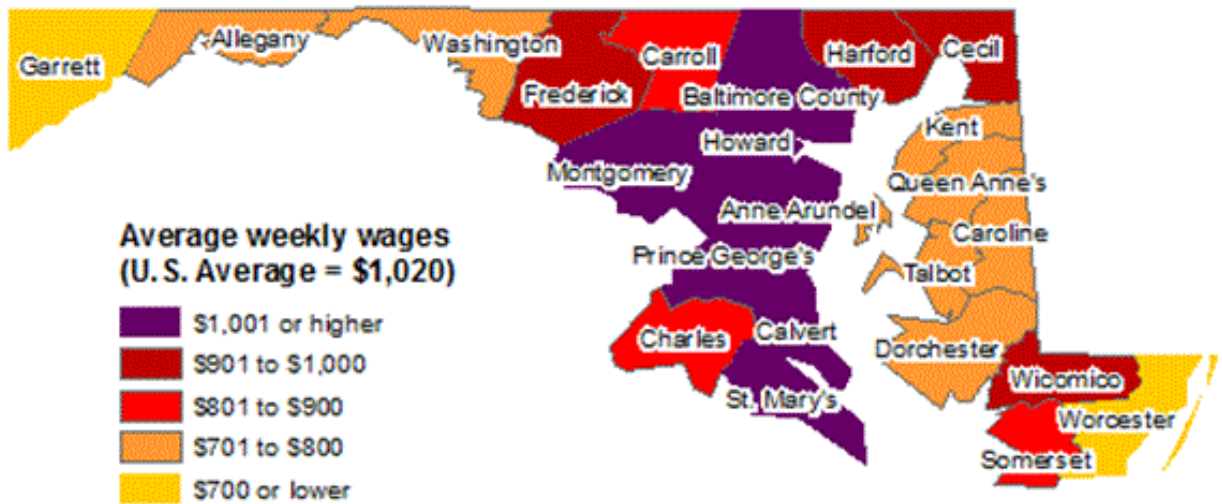 Garrett
Allegany
Washington
Frederick
Carroll
Baltimore County
Harford
Cecil
Kent
Howard
Montgomery
Queen Anne's
Anne Arundel
Caroline
Prince George's
Talbot
Charles
Calvert
Dorchester
St. Mary's
Wicomico
Worcester
Somerset
Average weekly wages
(U.S. Average = $1,020)
$1,001 or higher
$901 to $1,000
$801 to $900
$701 to $800
$700 or lower